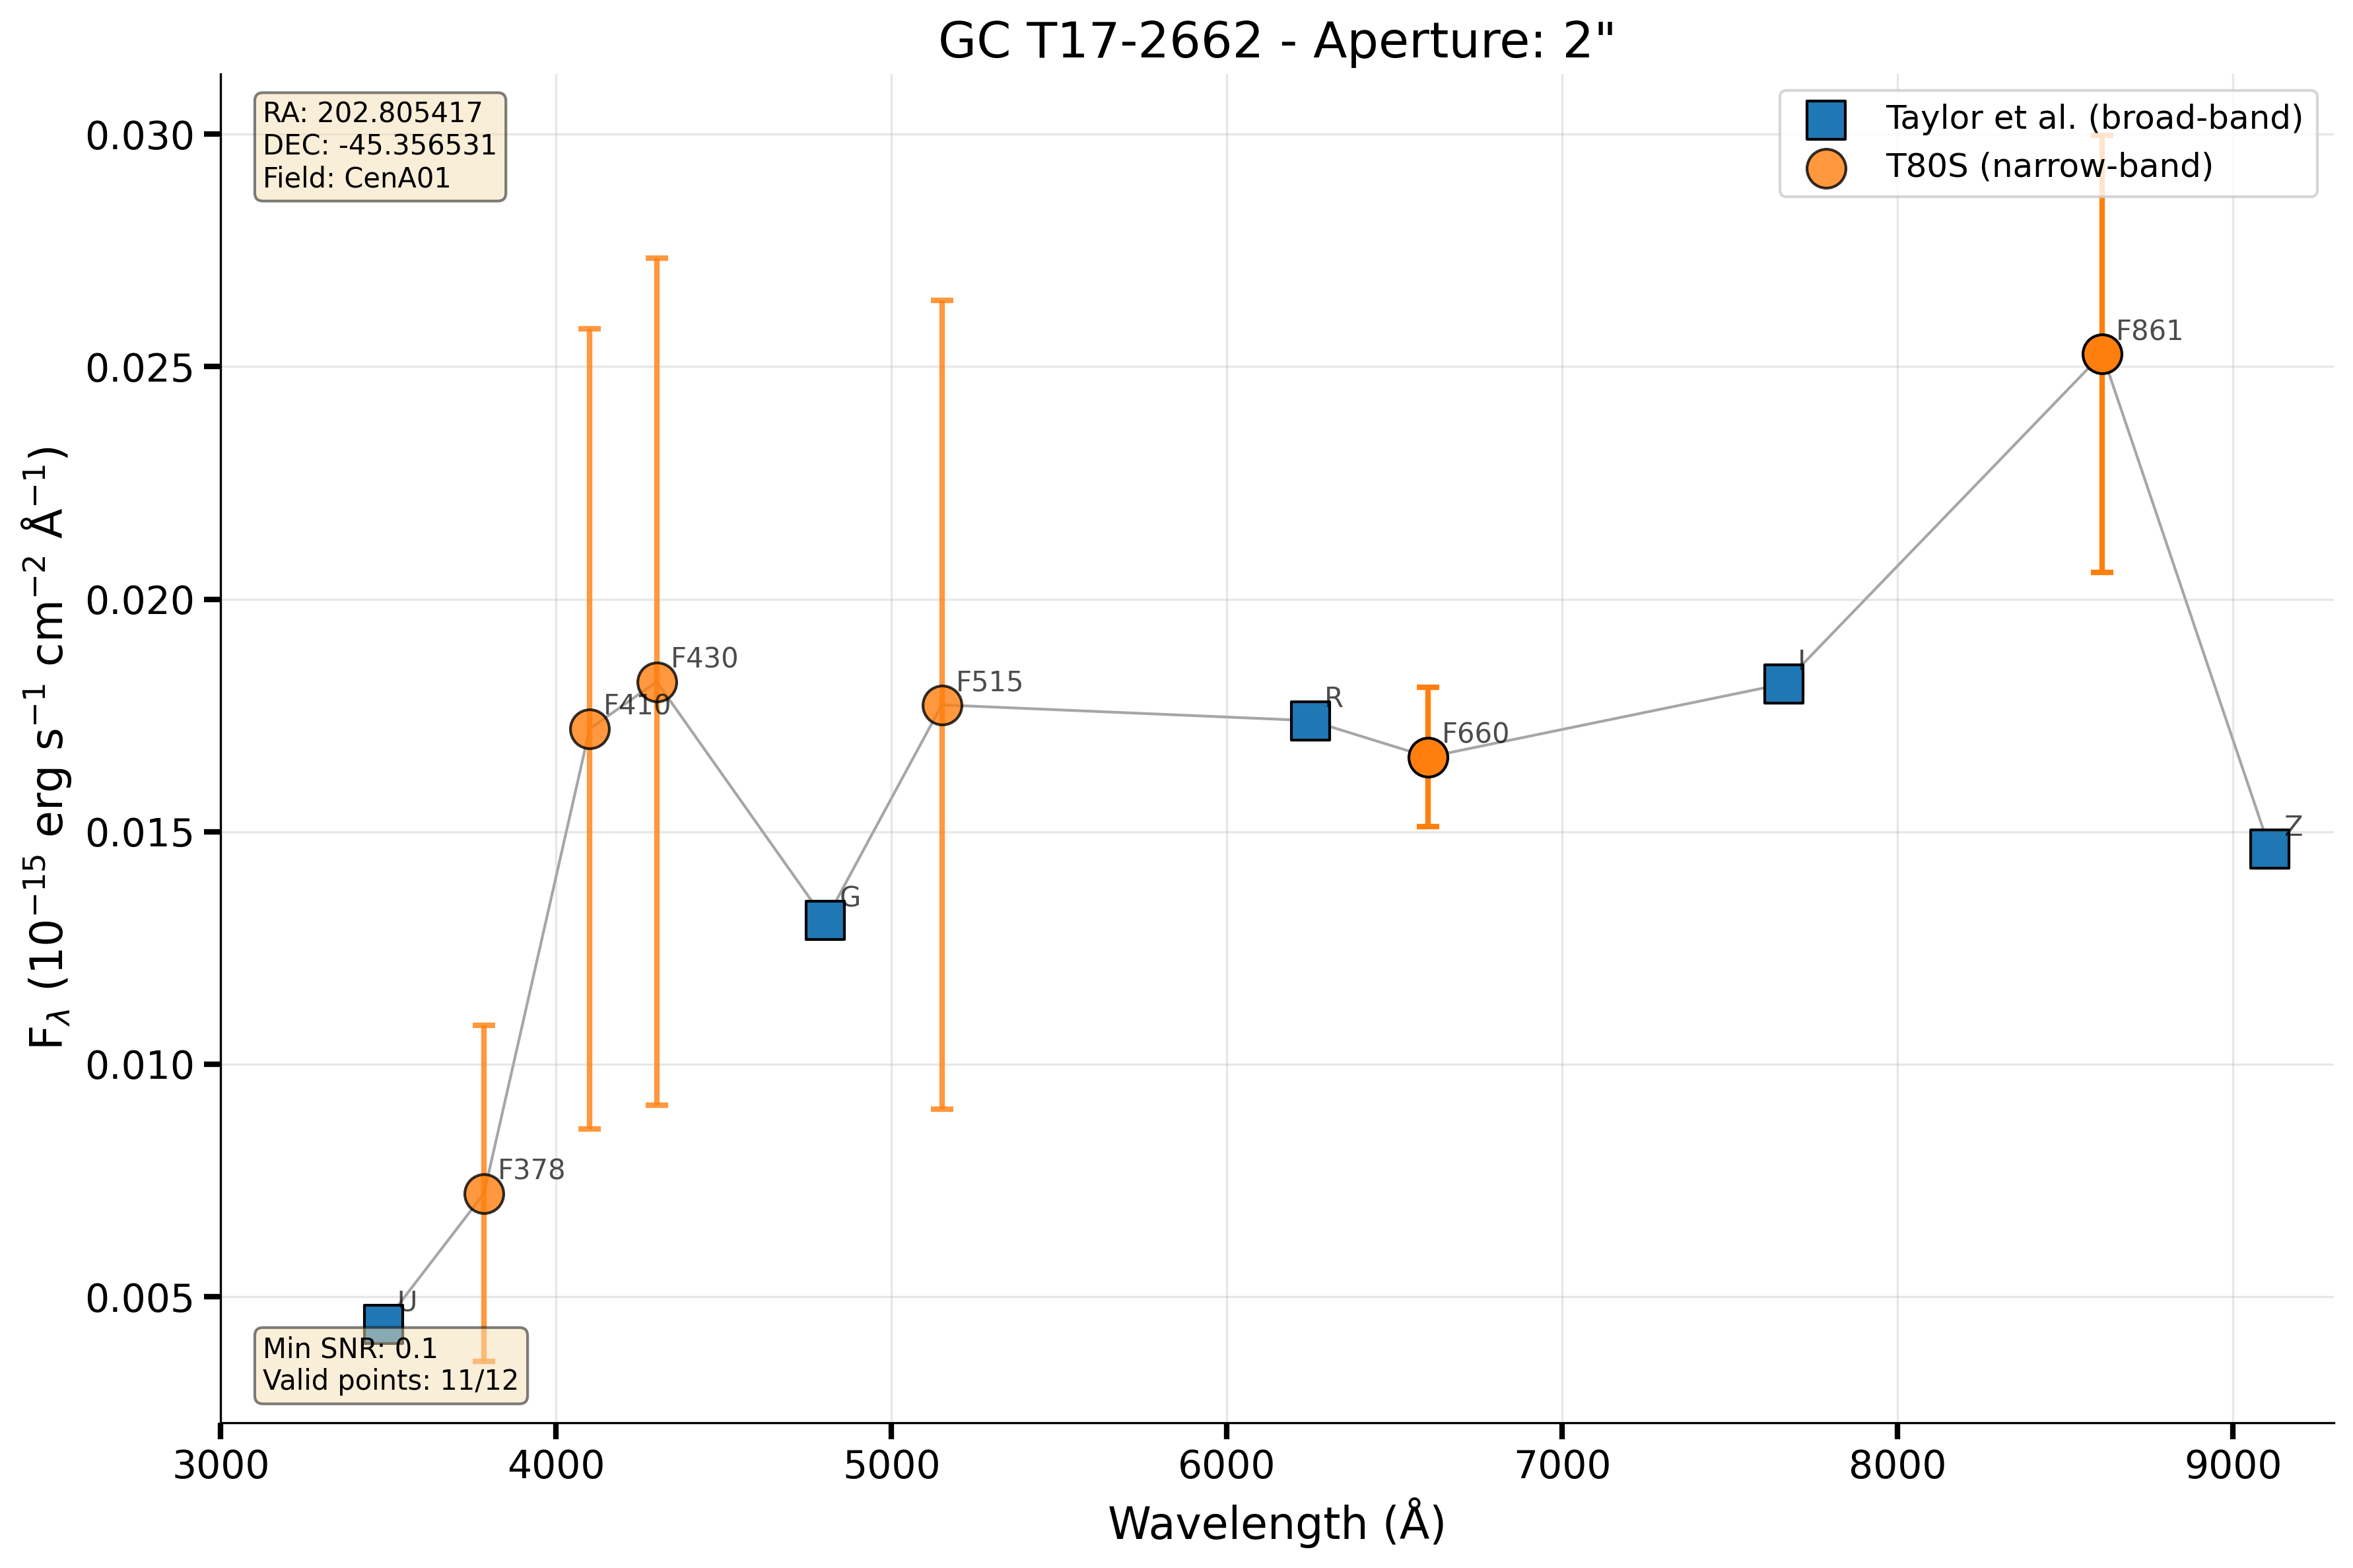 GC T17-2662 - Aperture: 2"
RA: 202.805417
DEC: -45.356531
Field: CenA01
Taylor et al. (broad-band)
T80S (narrow-band)
0.030
0.025
0.020
0.015
0.010
0.005
F_λ (10⁻¹⁵ erg s⁻¹ cm⁻² Å⁻¹)
F861
F430
F410
F515
R
F660
I
G
Z
F378
U
Min SNR: 0.1
Valid points: 11/12
3000 4000 5000 6000 7000 8000 9000
Wavelength (Å)